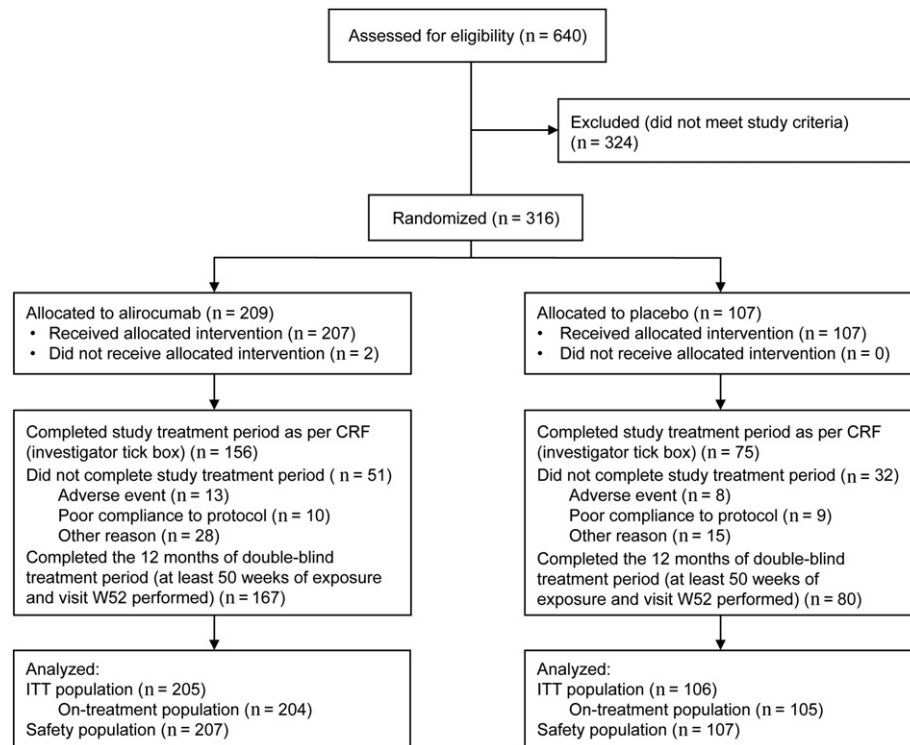 Assessed for eligibility (n = 640)
Excluded (did not meet study criteria)
(n = 324)
Randomized (n = 316)
Allocated to alirocumab (n = 209)
• Received allocated intervention (n = 207)
• Did not receive allocated intervention (n = 2)
Allocated to placebo (n = 107)
• Received allocated intervention (n = 107)
• Did not receive allocated intervention (n = 0)
Completed study treatment period as per CRF
(investigator tick box) (n = 156)
Did not complete study treatment period ( n = 51)
Adverse event (n = 13)
Poor compliance to protocol (n = 10)
Other reason (n = 28)
Completed the 12 months of double-blind
treatment period (at least 50 weeks of exposure
and visit W52 performed) (n = 167)
Completed study treatment period as per CRF
(investigator tick box) (n = 75)
Did not complete study treatment period (n = 32)
Adverse event (n = 8)
Poor compliance to protocol (n = 9)
Other reason (n = 15)
Completed the 12 months of double-blind
treatment period (at least 50 weeks of
exposure and visit W52 performed) (n = 80)
Analyzed:
ITT population (n = 205)
On-treatment population (n = 204)
Safety population (n = 207)
Analyzed:
ITT population (n = 106)
On-treatment population (n = 105)
Safety population (n = 107)